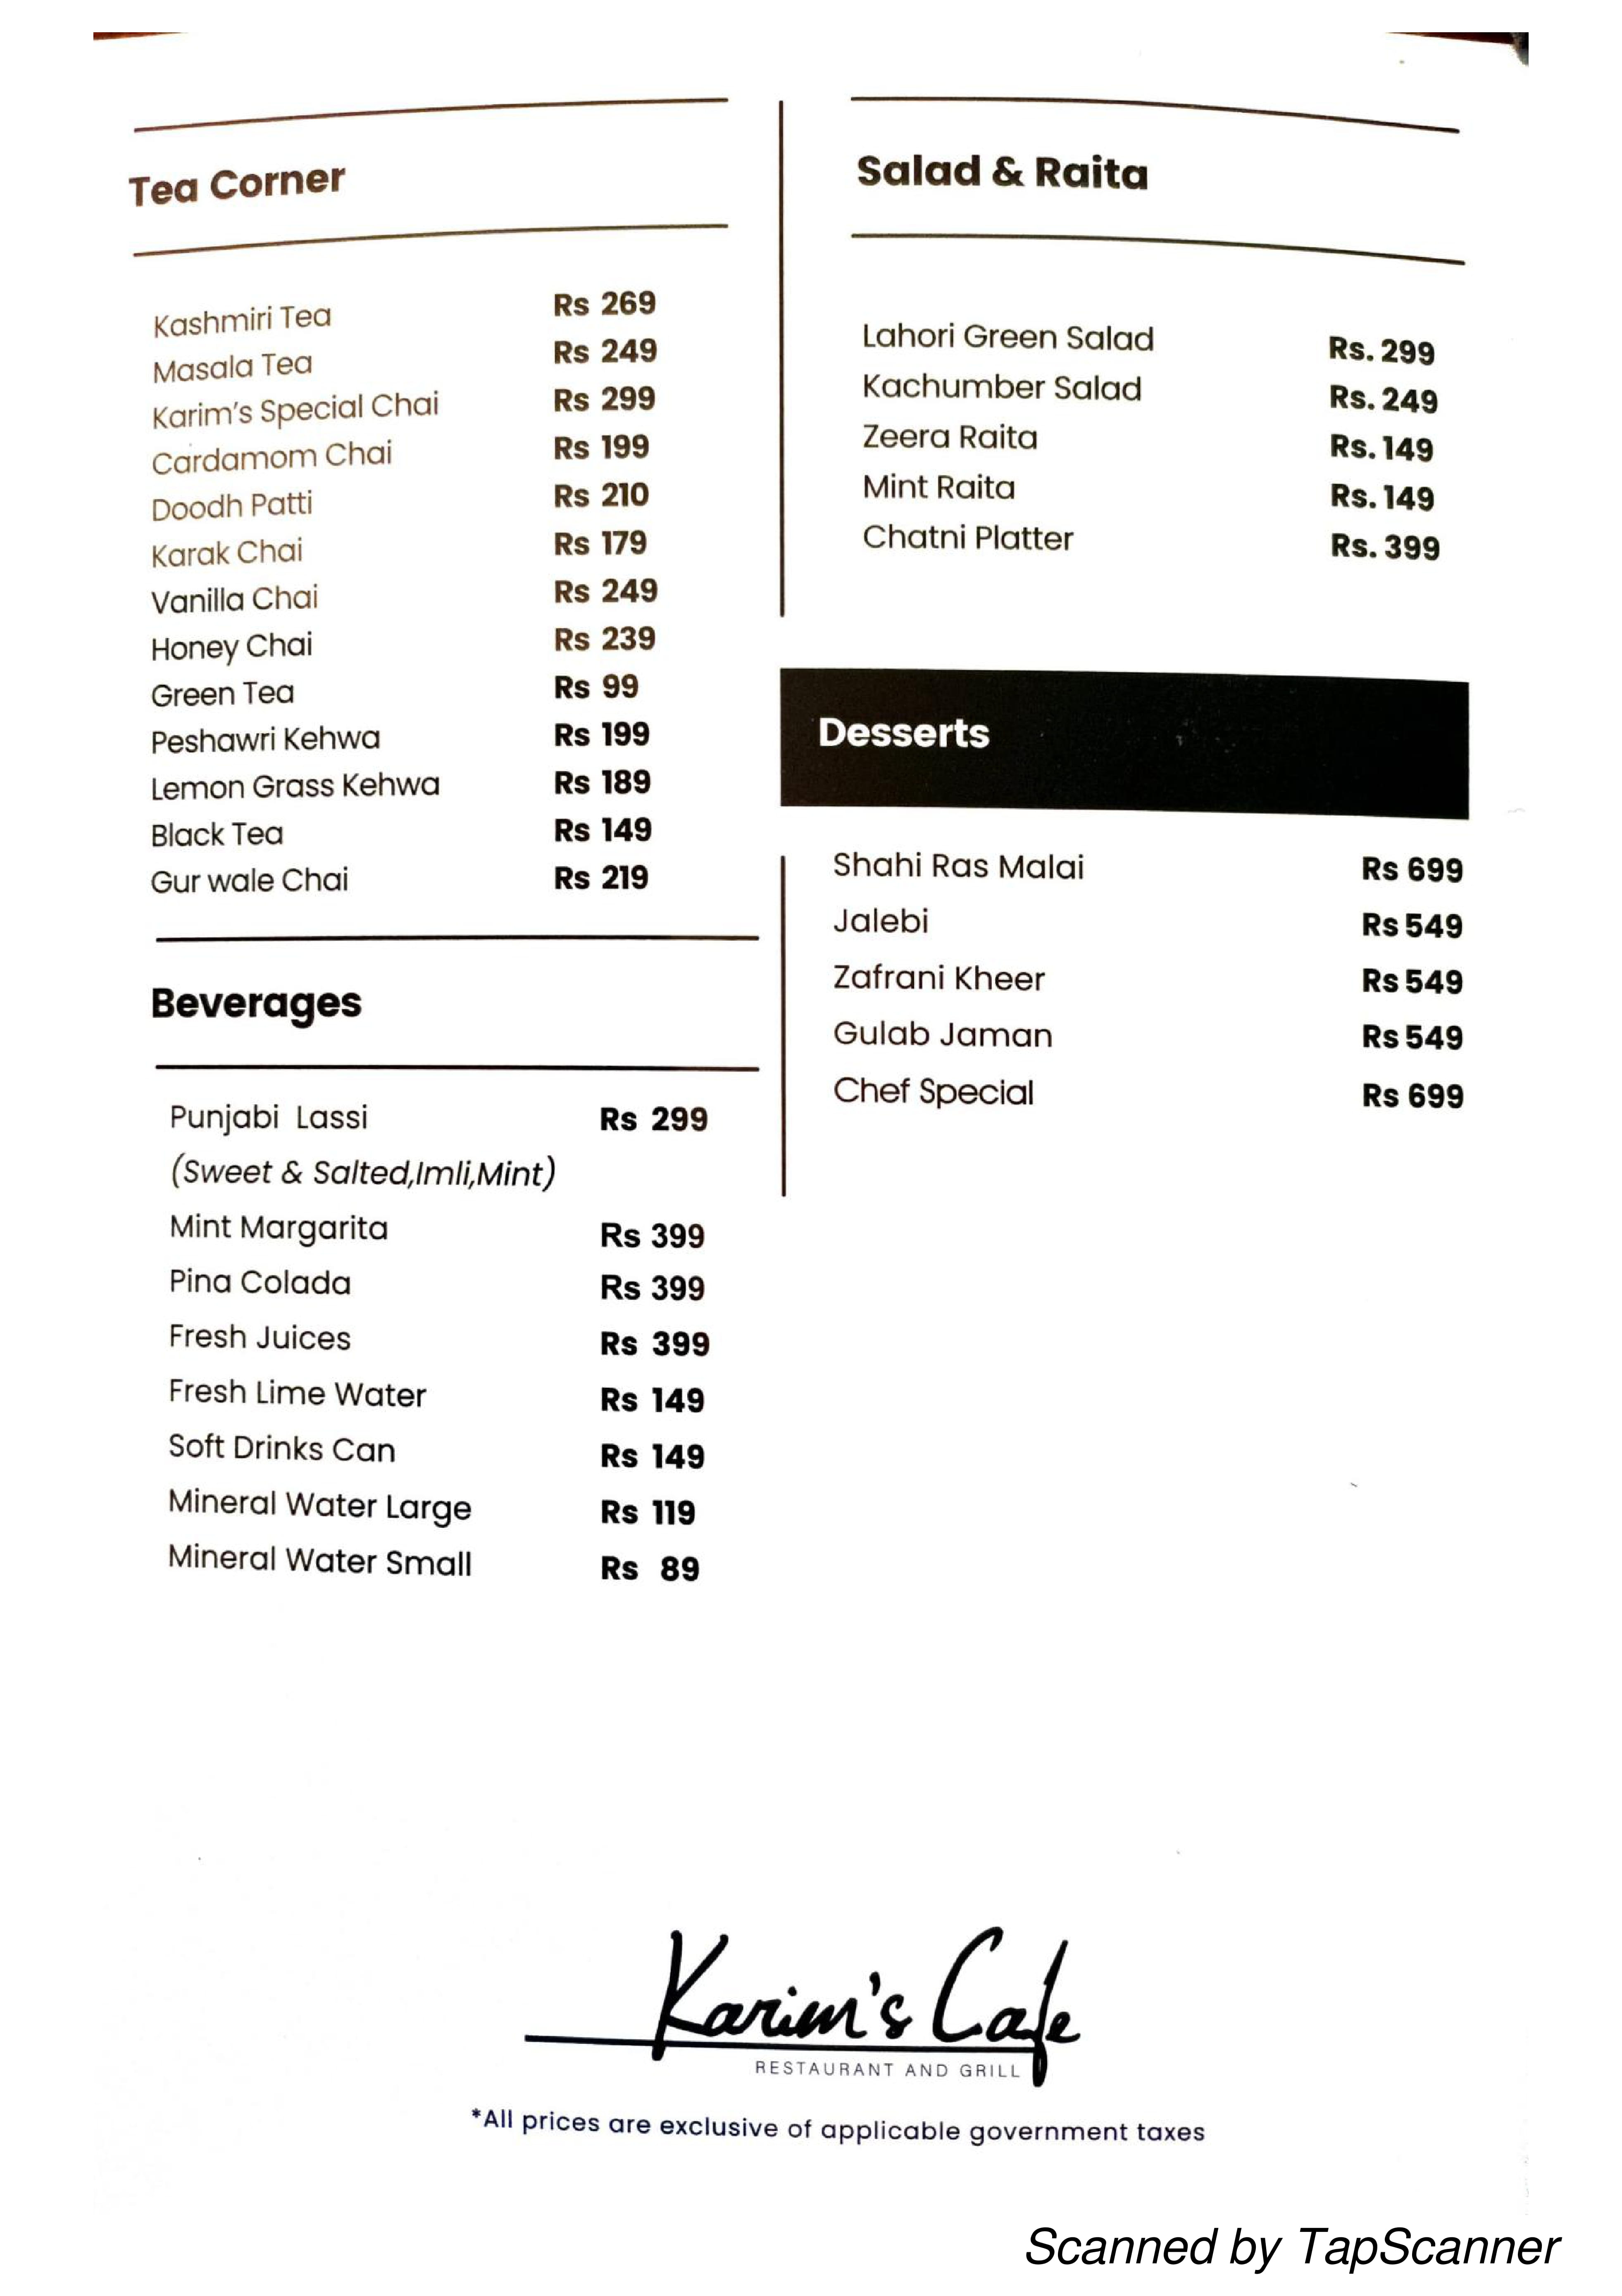 Tea Corner
Kashmiri Tea Rs 269
Masala Tea Rs 249
Karim's Special Chai Rs 299
Cardamom Chai Rs 199
Doodh Patti Rs 210
Karak Chai Rs 179
Vanilla Chai Rs 249
Honey Chai Rs 239
Green Tea Rs 99
Peshawri Kehwa Rs 199
Lemon Grass Kehwa Rs 189
Black Tea Rs 149
Gur wale Chai Rs 219
Beverages
Punjabi Lassi Rs 299
(Sweet & Salted,Imli,Mint)
Mint Margarita Rs 399
Pina Colada Rs 399
Fresh Juices Rs 399
Fresh Lime Water Rs 149
Soft Drinks Can Rs 149
Mineral Water Large Rs 119
Mineral Water Small Rs 89
Salad & Raita
Lahori Green Salad Rs. 299
Kachumber Salad Rs. 249
Zeera Raita Rs. 149
Mint Raita Rs. 149
Chatni Platter Rs. 399
Desserts
Shahi Ras Malai Rs 699
Jalebi Rs 549
Zafrani Kheer Rs 549
Gulab Jaman Rs 549
Chef Special Rs 699
Karim's Cafe
RESTAURANT AND GRILL
*All prices are exclusive of applicable government taxes
Scanned by TapScanner